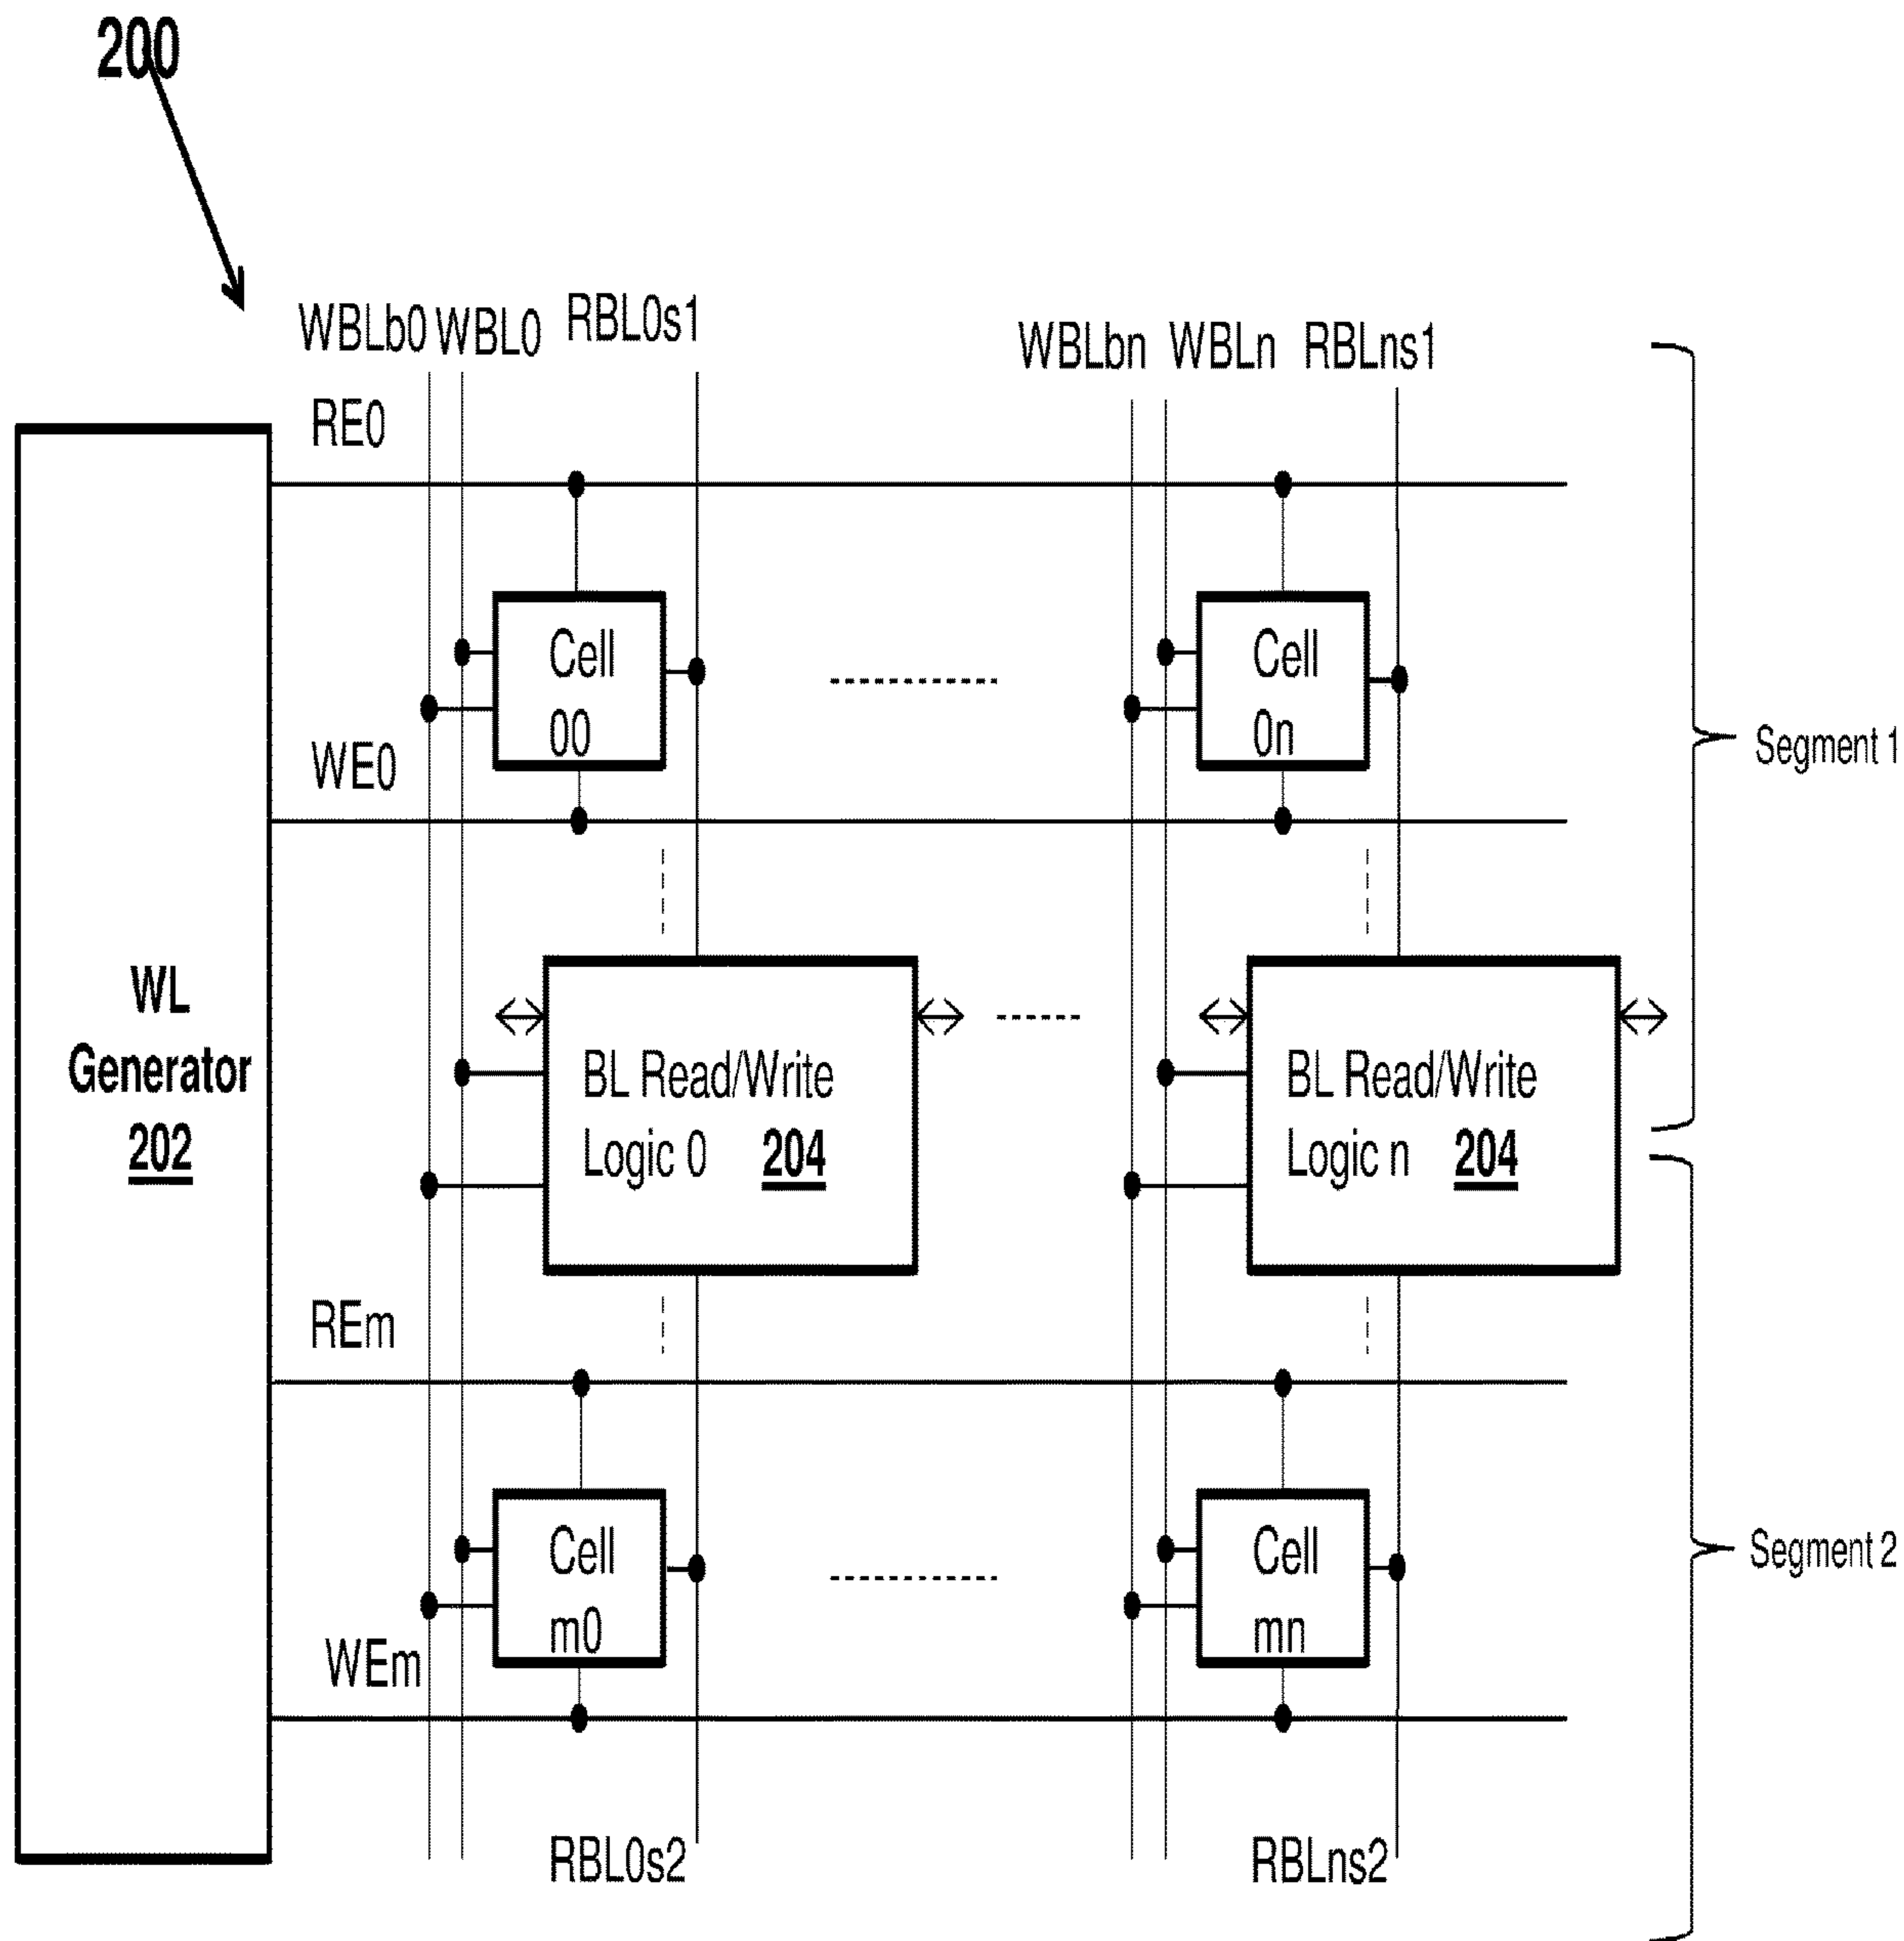 200
WBLb0 WBL0 RBL0s1
WBLbn WBLn RBLns1
RE0
Cell
00
Cell
0n
WE0
Segment 1
WL
Generator
202
BL Read/Write
Logic 0 204
BL Read/Write
Logic n 204
REm
Cell
m0
Cell
mn
Segment 2
WEm
RBL0s2
RBLns2